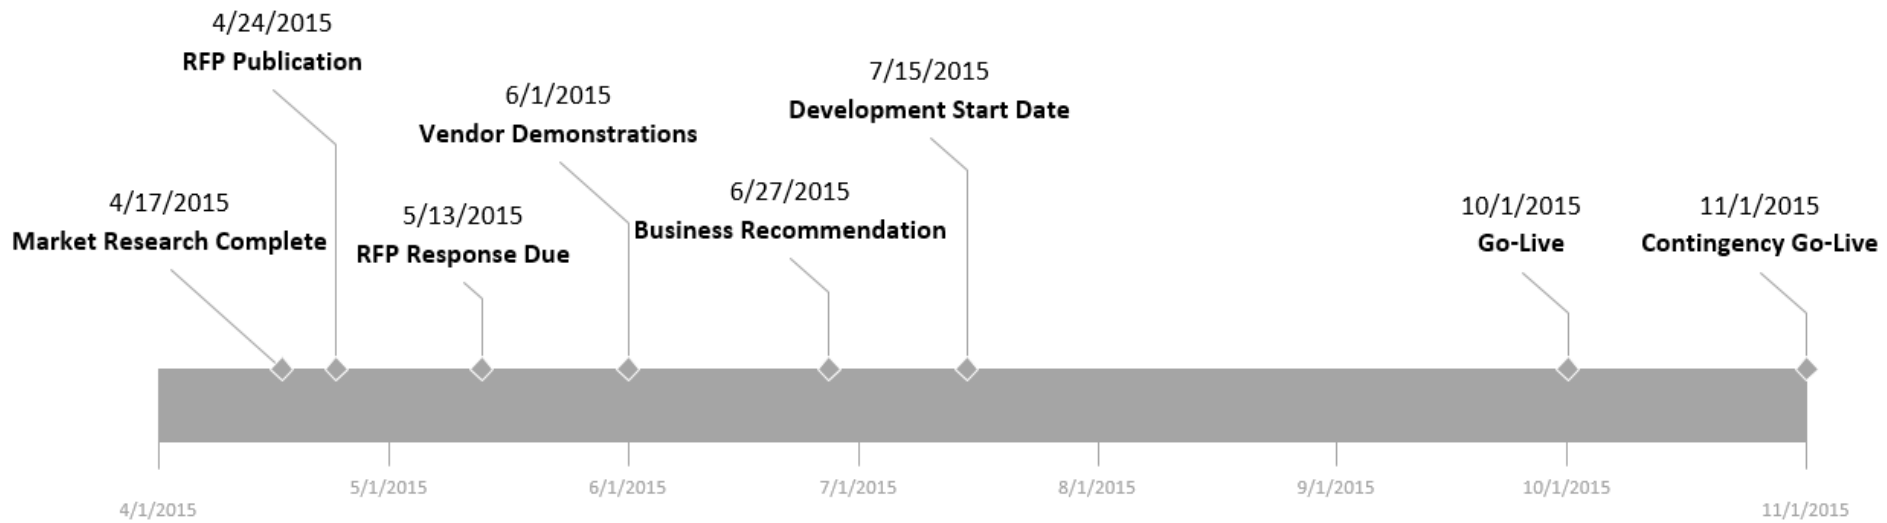 4/24/2015
RFP Publication
7/15/2015
Development Start Date
6/1/2015
Vendor Demonstrations
4/17/2015
Market Research Complete
5/13/2015
RFP Response Due
6/27/2015
Business Recommendation
10/1/2015
Go-Live
11/1/2015
Contingency Go-Live
4/1/2015
5/1/2015
6/1/2015
7/1/2015
8/1/2015
9/1/2015
10/1/2015
11/1/2015